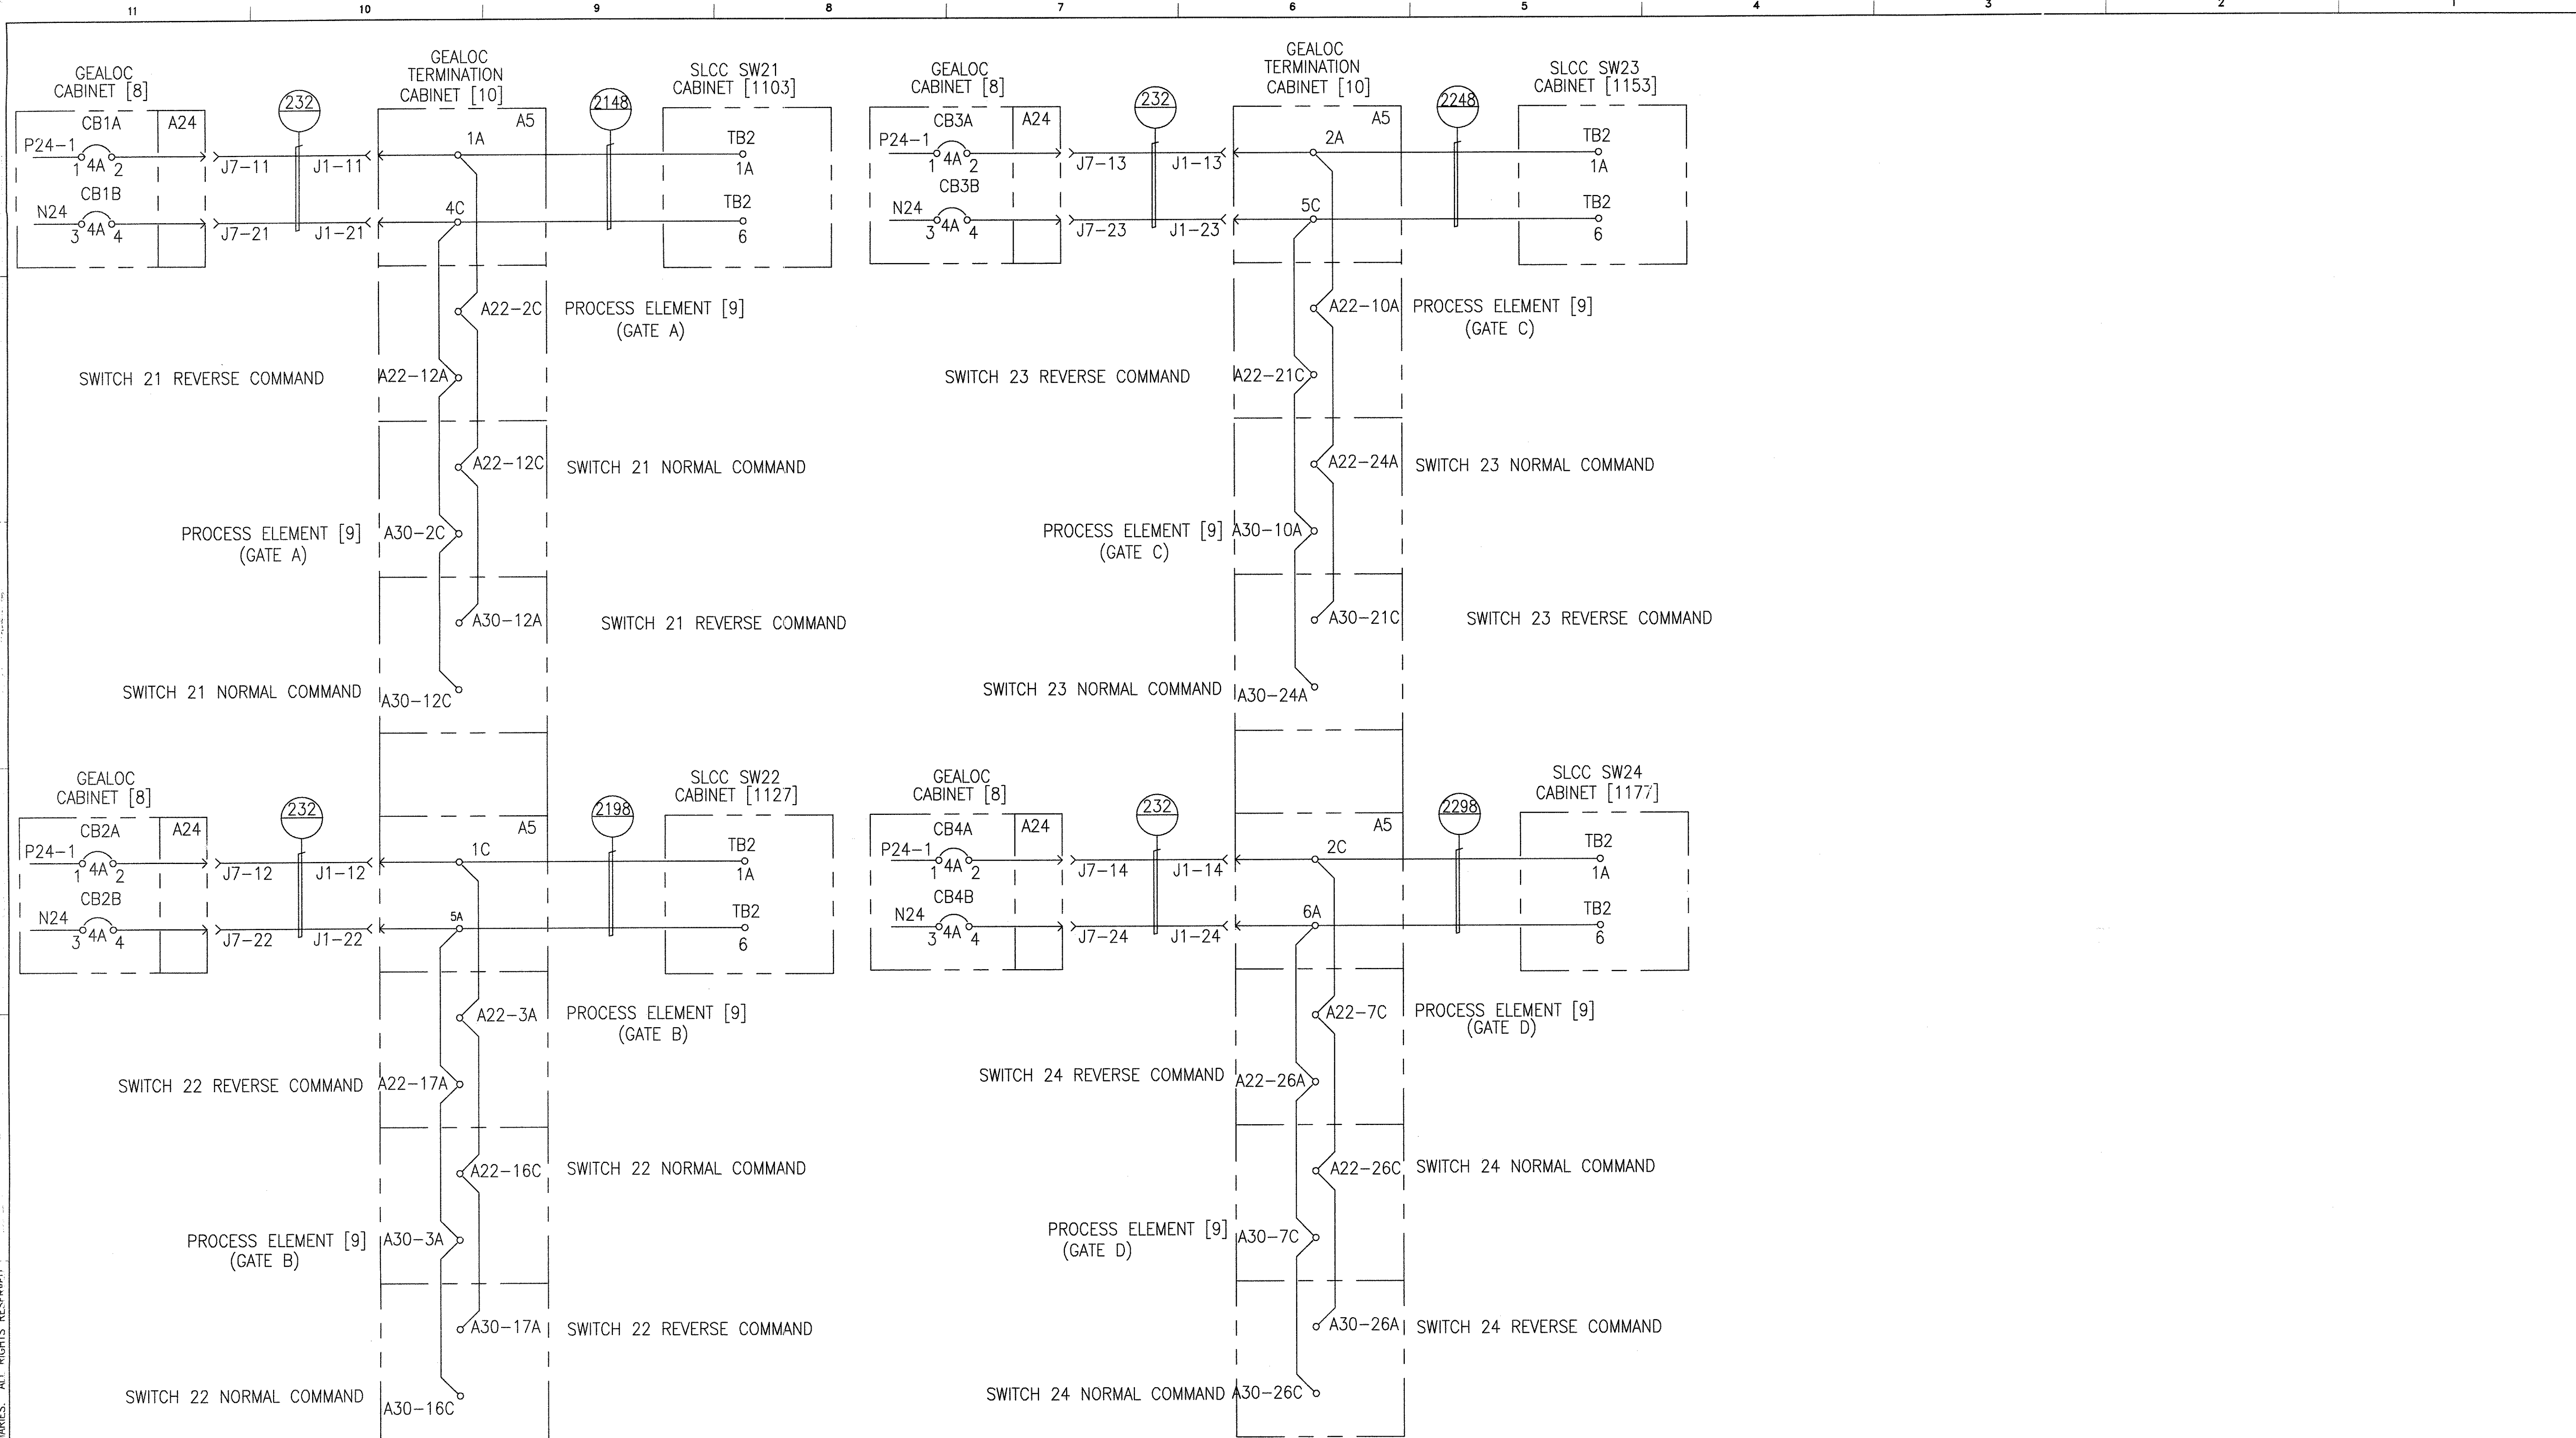 11 10 9 8 7 6 5 4 3 2 1
GEALOC
CABINET [8]
GEALOC
TERMINATION
CABINET [10]
SLCC SW21
CABINET [1103]
232
2148
CB1A
A24
A5
P24-1
1 4A 2
J7-11
J1-11
1A
TB2
1A
CB1B
N24
3 4A 4
J7-21
J1-21
4C
TB2
6
A22-2C
PROCESS ELEMENT [9]
(GATE A)
SWITCH 21 REVERSE COMMAND
A22-12A
A22-12C
SWITCH 21 NORMAL COMMAND
PROCESS ELEMENT [9]
(GATE A)
A30-2C
A30-12A
SWITCH 21 REVERSE COMMAND
SWITCH 21 NORMAL COMMAND
A30-12C
GEALOC
CABINET [8]
GEALOC
TERMINATION
CABINET [10]
SLCC SW23
CABINET [1153]
232
2248
CB3A
A24
A5
P24-1
1 4A 2
J7-13
J1-13
2A
TB2
1A
CB3B
N24
3 4A 4
J7-23
J1-23
5C
TB2
6
A22-10A
PROCESS ELEMENT [9]
(GATE C)
SWITCH 23 REVERSE COMMAND
A22-21C
A22-24A
SWITCH 23 NORMAL COMMAND
PROCESS ELEMENT [9]
(GATE C)
A30-10A
A30-21C
SWITCH 23 REVERSE COMMAND
SWITCH 23 NORMAL COMMAND
A30-24A
GEALOC
CABINET [8]
SLCC SW22
CABINET [1127]
232
2198
CB2A
A24
A5
P24-1
1 4A 2
J7-12
J1-12
1C
TB2
1A
CB2B
N24
3 4A 4
J7-22
J1-22
5A
TB2
6
A22-3A
PROCESS ELEMENT [9]
(GATE B)
SWITCH 22 REVERSE COMMAND
A22-17A
A22-16C
SWITCH 22 NORMAL COMMAND
PROCESS ELEMENT [9]
(GATE B)
A30-3A
A30-17A
SWITCH 22 REVERSE COMMAND
SWITCH 22 NORMAL COMMAND
A30-16C
GEALOC
CABINET [8]
SLCC SW24
CABINET [1177]
232
2298
CB4A
A24
A5
P24-1
1 4A 2
J7-14
J1-14
2C
TB2
1A
CB4B
N24
3 4A 4
J7-24
J1-24
6A
TB2
6
A22-7C
PROCESS ELEMENT [9]
(GATE D)
SWITCH 24 REVERSE COMMAND
A22-26A
A22-26C
SWITCH 24 NORMAL COMMAND
PROCESS ELEMENT [9]
(GATE D)
A30-7C
A30-26A
SWITCH 24 REVERSE COMMAND
SWITCH 24 NORMAL COMMAND
A30-26C
ALL RIGHTS